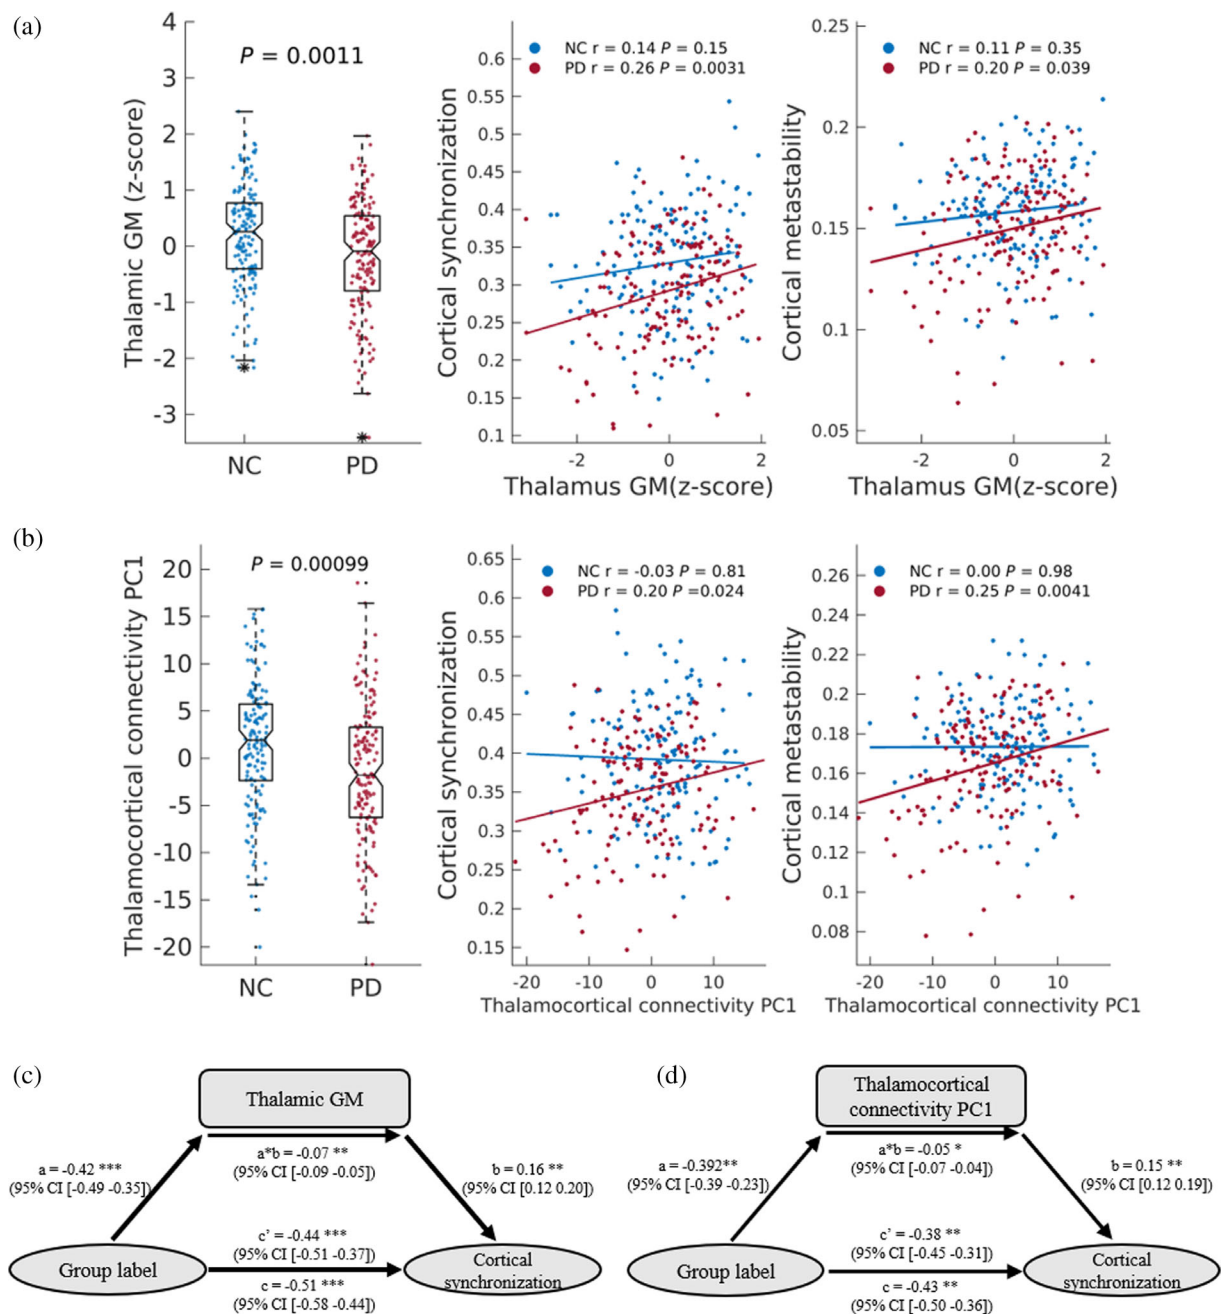 (a)
P = 0.0011
Thalamic GM (z-score)
4
3
2
1
0
-1
-2
-3
NC
PD
NC r = 0.14 P = 0.15
PD r = 0.26 P = 0.0031
Cortical synchronization
0.6
0.55
0.5
0.45
0.4
0.35
0.3
0.25
0.2
0.15
0.1
-2
0
2
Thalamus GM(z-score)
NC r = 0.11 P = 0.35
PD r = 0.20 P = 0.039
Cortical metastability
0.25
0.2
0.15
0.1
0.05
-2
0
2
Thalamus GM(z-score)
(b)
P = 0.00099
Thalamocortical connectivity PC1
20
15
10
5
0
-5
-10
-15
-20
NC
PD
NC r = -0.03 P = 0.81
PD r = 0.20 P =0.024
Cortical synchronization
0.65
0.6
0.55
0.5
0.45
0.4
0.35
0.3
0.25
0.2
0.15
-20
-10
0
10
Thalamocortical connectivity PC1
NC r = 0.00 P = 0.98
PD r = 0.25 P = 0.0041
Cortical metastability
0.26
0.24
0.22
0.2
0.18
0.16
0.14
0.12
0.1
0.08
-20
-10
0
10
Thalamocortical connectivity PC1
(c)
Thalamic GM
a*b = -0.07 **
(95% CI [-0.09 -0.05])
a = -0.42 ***
(95% CI [-0.49 -0.35])
b = 0.16 **
(95% CI [0.12 0.20])
c’ = -0.44 ***
(95% CI [-0.51 -0.37])
Group label
Cortical
synchronization
c = -0.51 ***
(95% CI [-0.58 -0.44])
(d)
Thalamocortical
connectivity PC1
a*b = -0.05 *
(95% CI [-0.07 -0.04])
a = -0.392**
(95% CI [-0.39 -0.23])
b = 0.15 **
(95% CI [0.12 0.19])
c’ = -0.38 **
(95% CI [-0.45 -0.31])
Group label
Cortical
synchronization
c = -0.43 **
(95% CI [-0.50 -0.36])